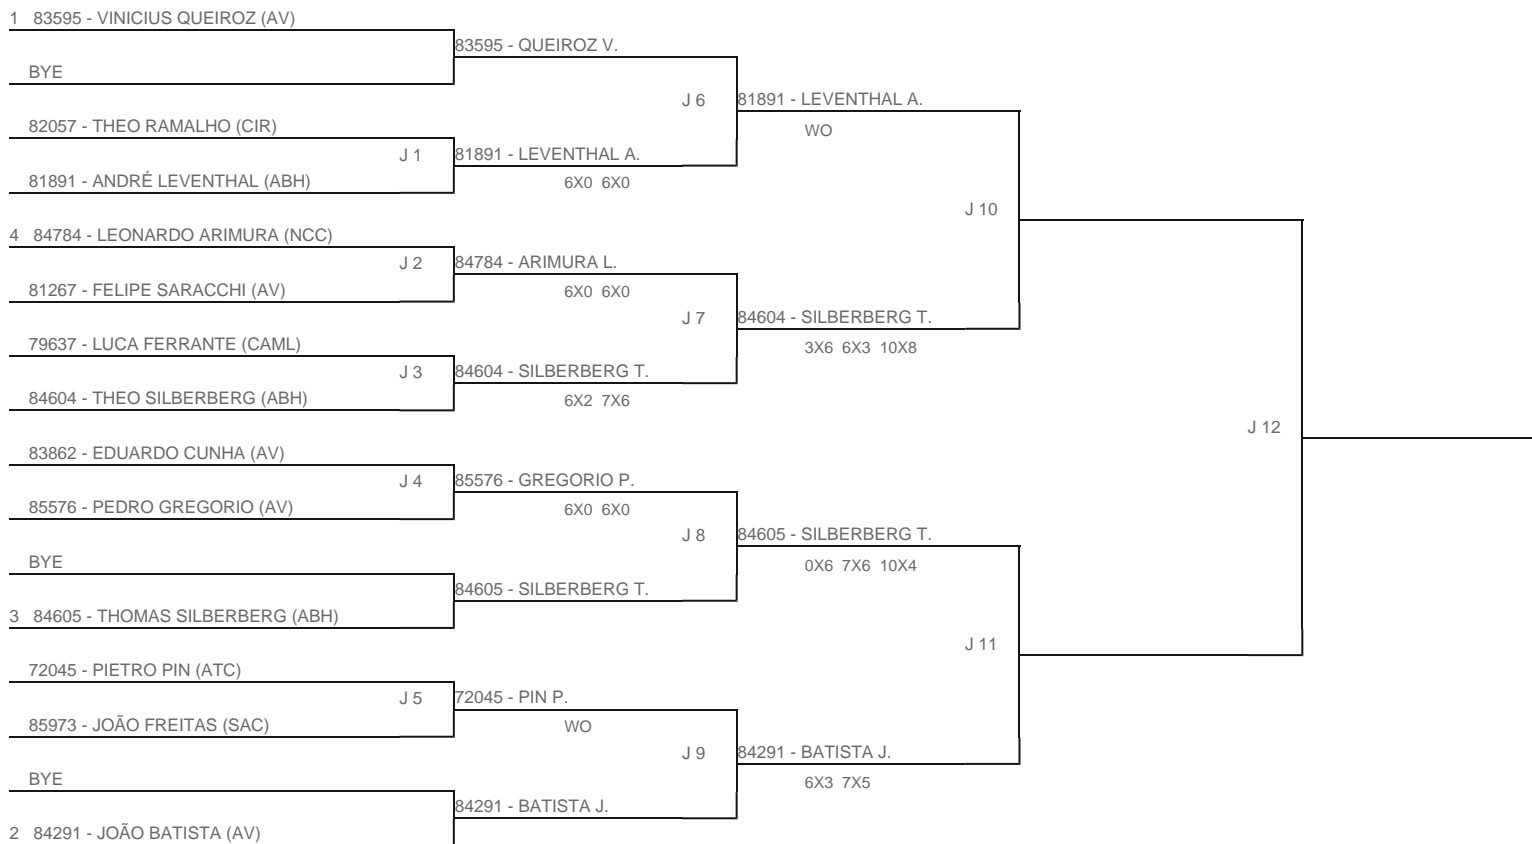 1 83595 - VINICIUS QUEIROZ (AV)
83595 - QUEIROZ V.
BYE
J 6
81891 - LEVENTHAL A.
82057 - THEO RAMALHO (CIR)
WO
J 1
81891 - LEVENTHAL A.
81891 - ANDRÉ LEVENTHAL (ABH)
6X0 6X0
J 10
4 84784 - LEONARDO ARIMURA (NCC)
J 2
84784 - ARIMURA L.
81267 - FELIPE SARACCHI (AV)
6X0 6X0
J 7
84604 - SILBERBERG T.
79637 - LUCA FERRANTE (CAML)
3X6 6X3 10X8
J 3
84604 - SILBERBERG T.
84604 - THEO SILBERBERG (ABH)
6X2 7X6
J 12
83862 - EDUARDO CUNHA (AV)
J 4
85576 - GREGORIO P.
85576 - PEDRO GREGORIO (AV)
6X0 6X0
J 8
84605 - SILBERBERG T.
BYE
0X6 7X6 10X4
84605 - SILBERBERG T.
3 84605 - THOMAS SILBERBERG (ABH)
J 11
72045 - PIETRO PIN (ATC)
J 5
72045 - PIN P.
85973 - JOÃO FREITAS (SAC)
WO
J 9
84291 - BATISTA J.
BYE
6X3 7X5
84291 - BATISTA J.
2 84291 - JOÃO BATISTA (AV)